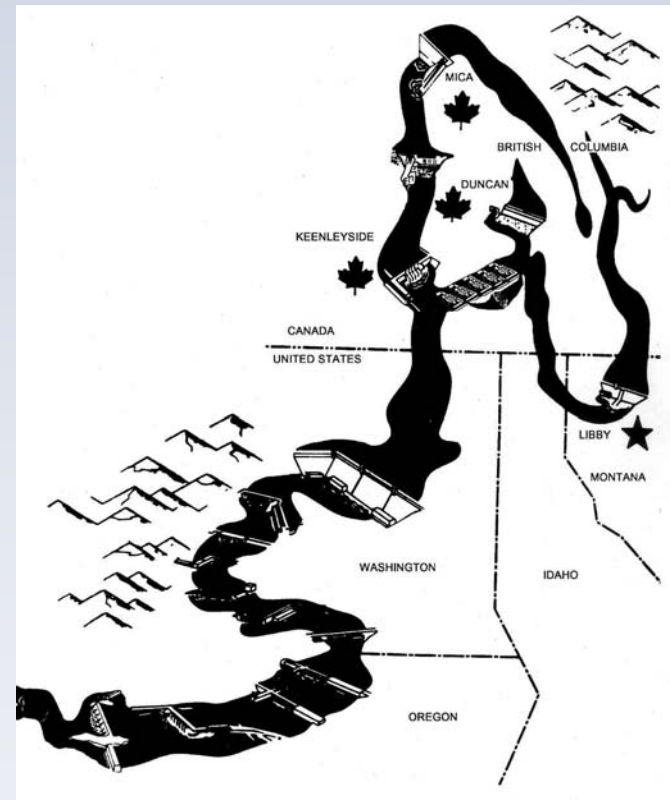 MICA
BRITISH COLUMBIA
DUNCAN
KEENLEYSIDE
CANADA
UNITED STATES
LIBBY
MONTANA
WASHINGTON
IDAHO
OREGON